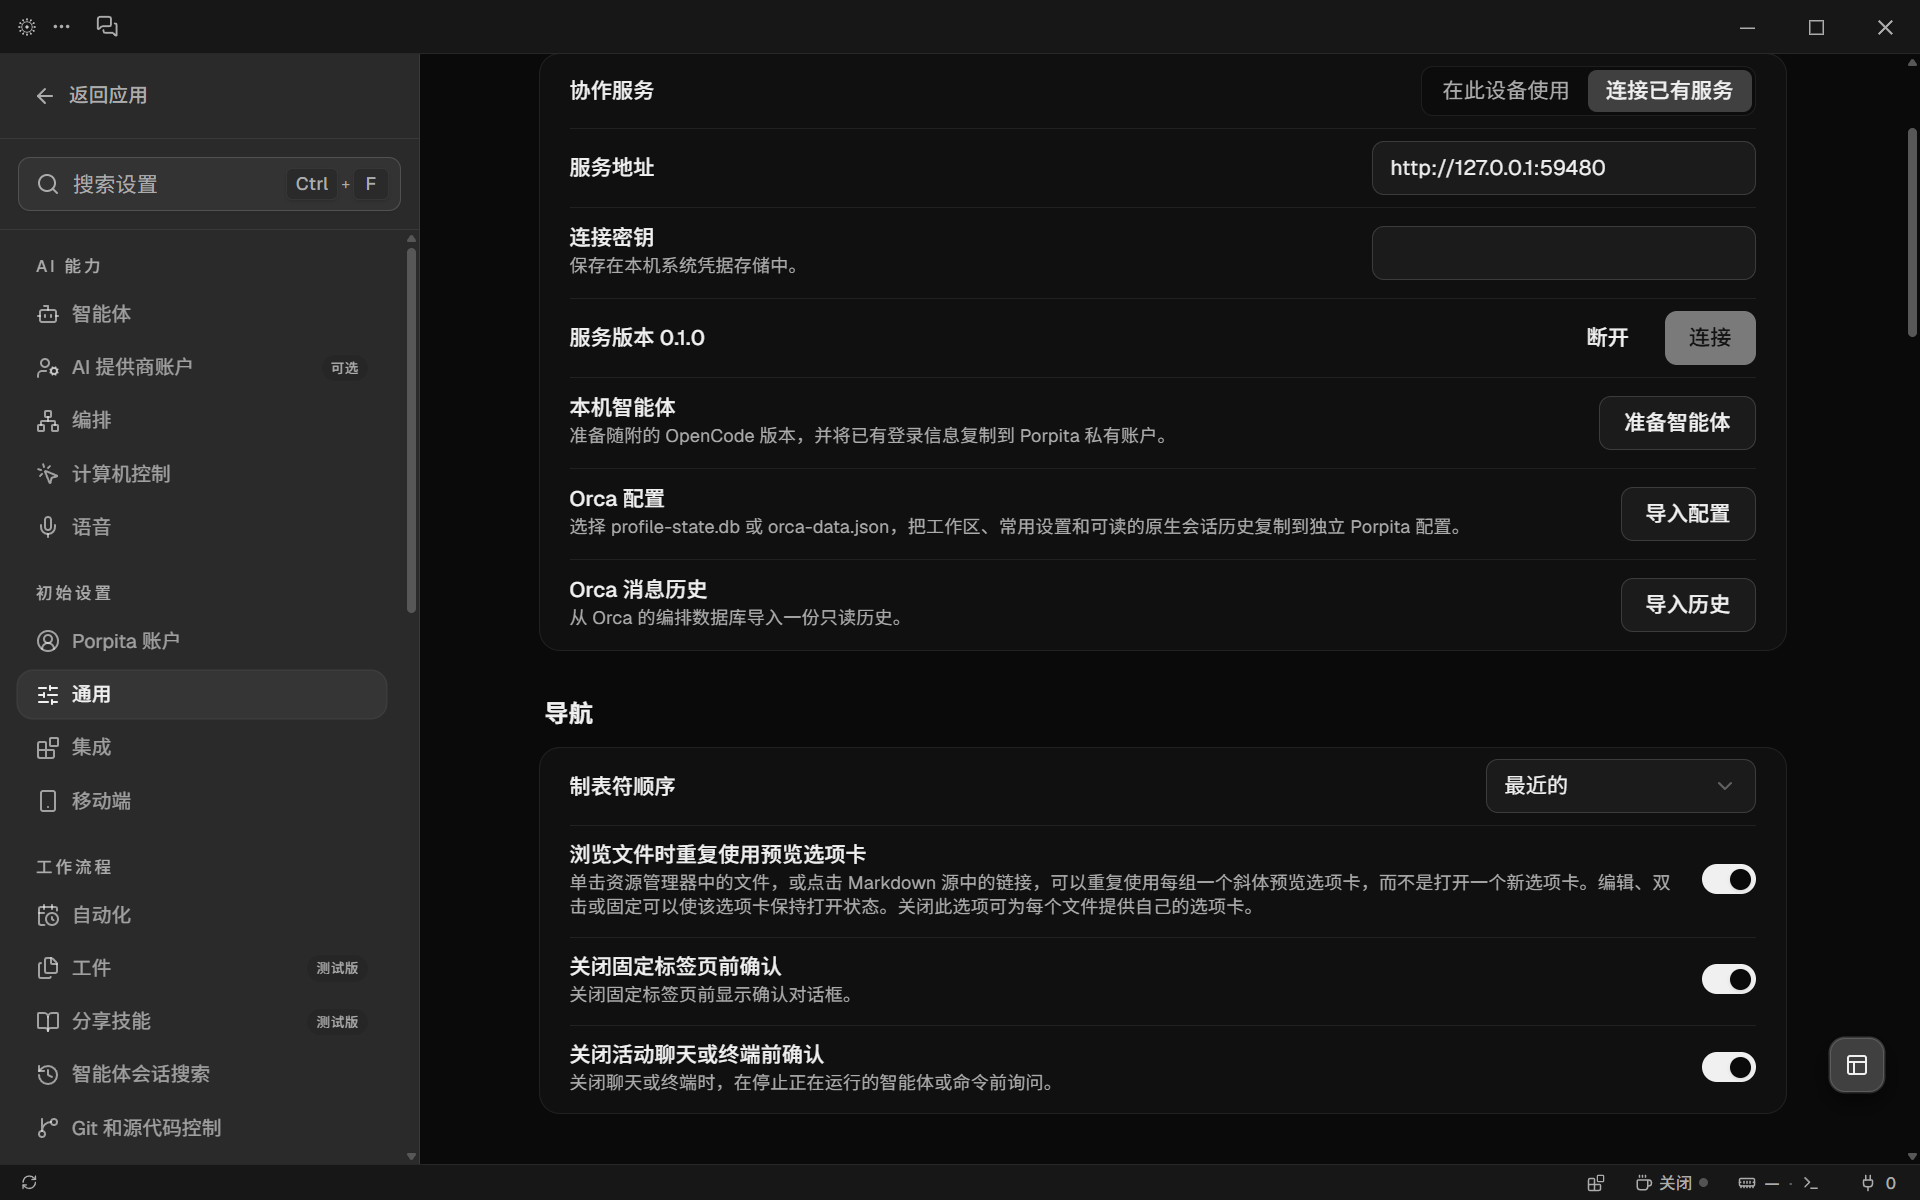 返回应用
搜索设置 Ctrl + F
AI 能力
智能体
AI 提供商账户 可选
编排
计算机控制
语音
初始设置
Porpita 账户
通用
集成
移动端
工作流程
自动化
工件 测试版
分享技能 测试版
智能体会话搜索
Git 和源代码控制
协作服务 在此设备使用 连接已有服务
服务地址 http://127.0.0.1:59480
连接密钥
保存在本机系统凭据存储中。
服务版本 0.1.0 断开 连接
本机智能体
准备随附的 OpenCode 版本，并将已有登录信息复制到 Porpita 私有账户。
准备智能体
Orca 配置
选择 profile-state.db 或 orca-data.json，把工作区、常用设置和可读的原生会话历史复制到独立 Porpita 配置。
导入配置
Orca 消息历史
从 Orca 的编排数据库导入一份只读历史。
导入历史
导航
制表符顺序 最近的
浏览文件时重复使用预览选项卡
单击资源管理器中的文件，或点击 Markdown 源中的链接，可以重复使用每组一个斜体预览选项卡，而不是打开一个新选项卡。编辑、双
击或固定可以使该选项卡保持打开状态。关闭此选项可为每个文件提供自己的选项卡。
关闭固定标签页前确认
关闭固定标签页前显示确认对话框。
关闭活动聊天或终端前确认
关闭聊天或终端时，在停止正在运行的智能体或命令前询问。
关闭 — · 0